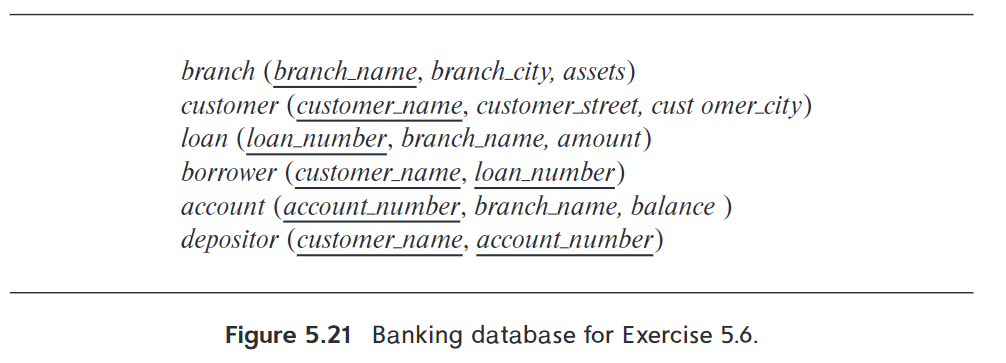 branch (branch_name, branch_city, assets)
customer (customer_name, customer_street, cust omer_city)
loan (loan_number, branch_name, amount)
borrower (customer_name, loan_number)
account (account_number, branch_name, balance )
depositor (customer_name, account_number)
Figure 5.21 Banking database for Exercise 5.6.